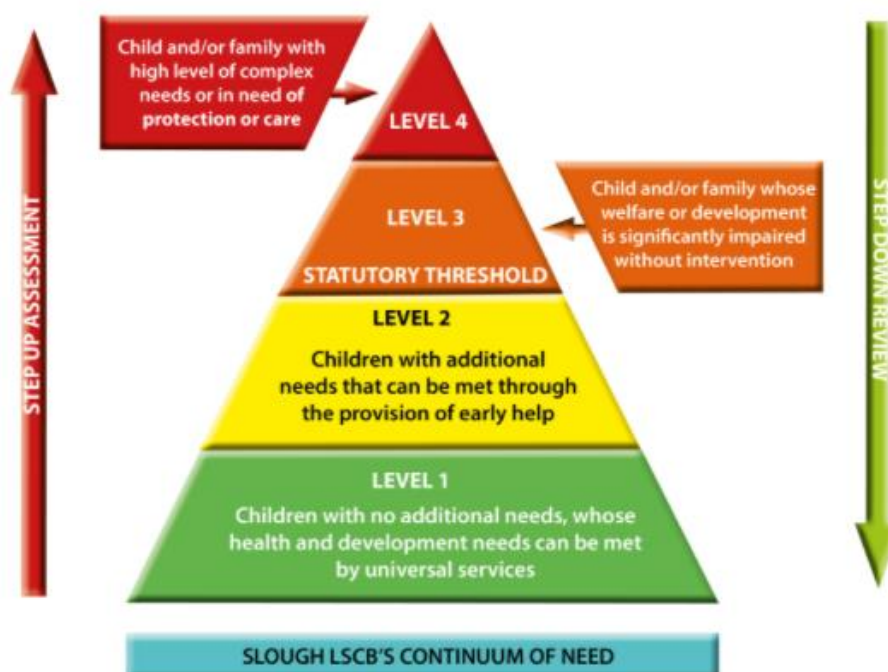 Child and/or family with
high level of complex
needs or in need of
protection or care
LEVEL 4
STEP UP ASSESSMENT
STEP DOWN REVIEW
LEVEL 3
STATUTORY THRESHOLD
Child and/or family whose
welfare or development
is significantly impaired
without intervention
LEVEL 2
Children with additional
needs that can be met through
the provision of early help
LEVEL 1
Children with no additional needs, whose
health and development needs can be met
by universal services
SLOUGH LSCB'S CONTINUUM OF NEED